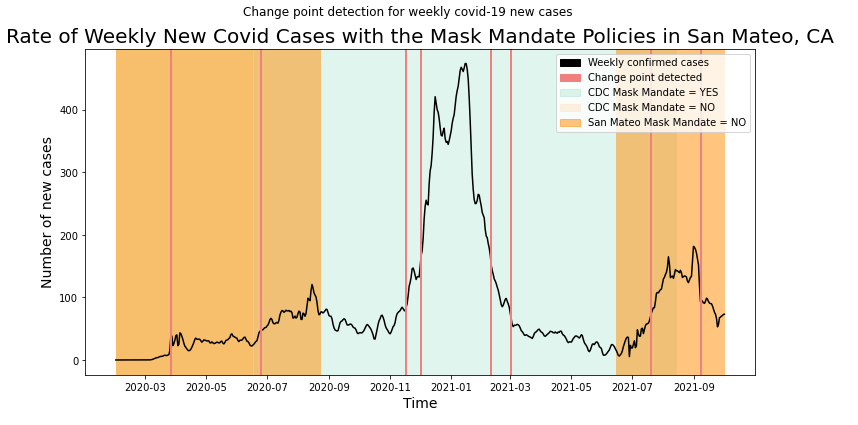 Change point detection for weekly covid-19 new cases
Rate of Weekly New Covid Cases with the Mask Mandate Policies in San Mateo, CA
Weekly confirmed cases
Change point detected
CDC Mask Mandate = YES
CDC Mask Mandate = NO
San Mateo Mask Mandate = NO
Number of new cases
400
300
200
100
0
2020-03 2020-05 2020-07 2020-09 2020-11 2021-01 2021-03 2021-05 2021-07 2021-09
Time